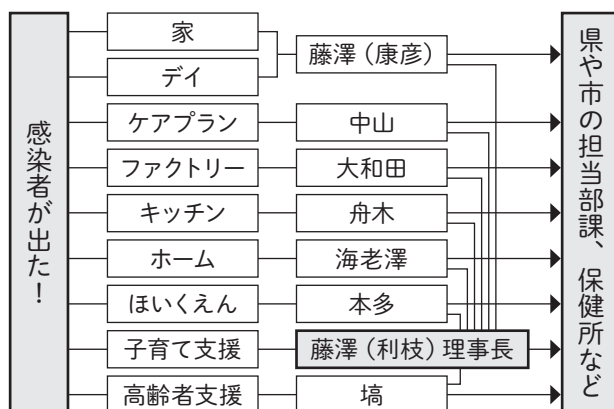 感染者が出た！
家
デイ
藤澤（康彦）
ケアプラン
中山
ファクトリー
大和田
キッチン
舟木
ホーム
海老澤
ほいくえん
本多
子育て支援
藤澤（利枝）理事長
高齢者支援
塙
県や市の担当部課、保健所など